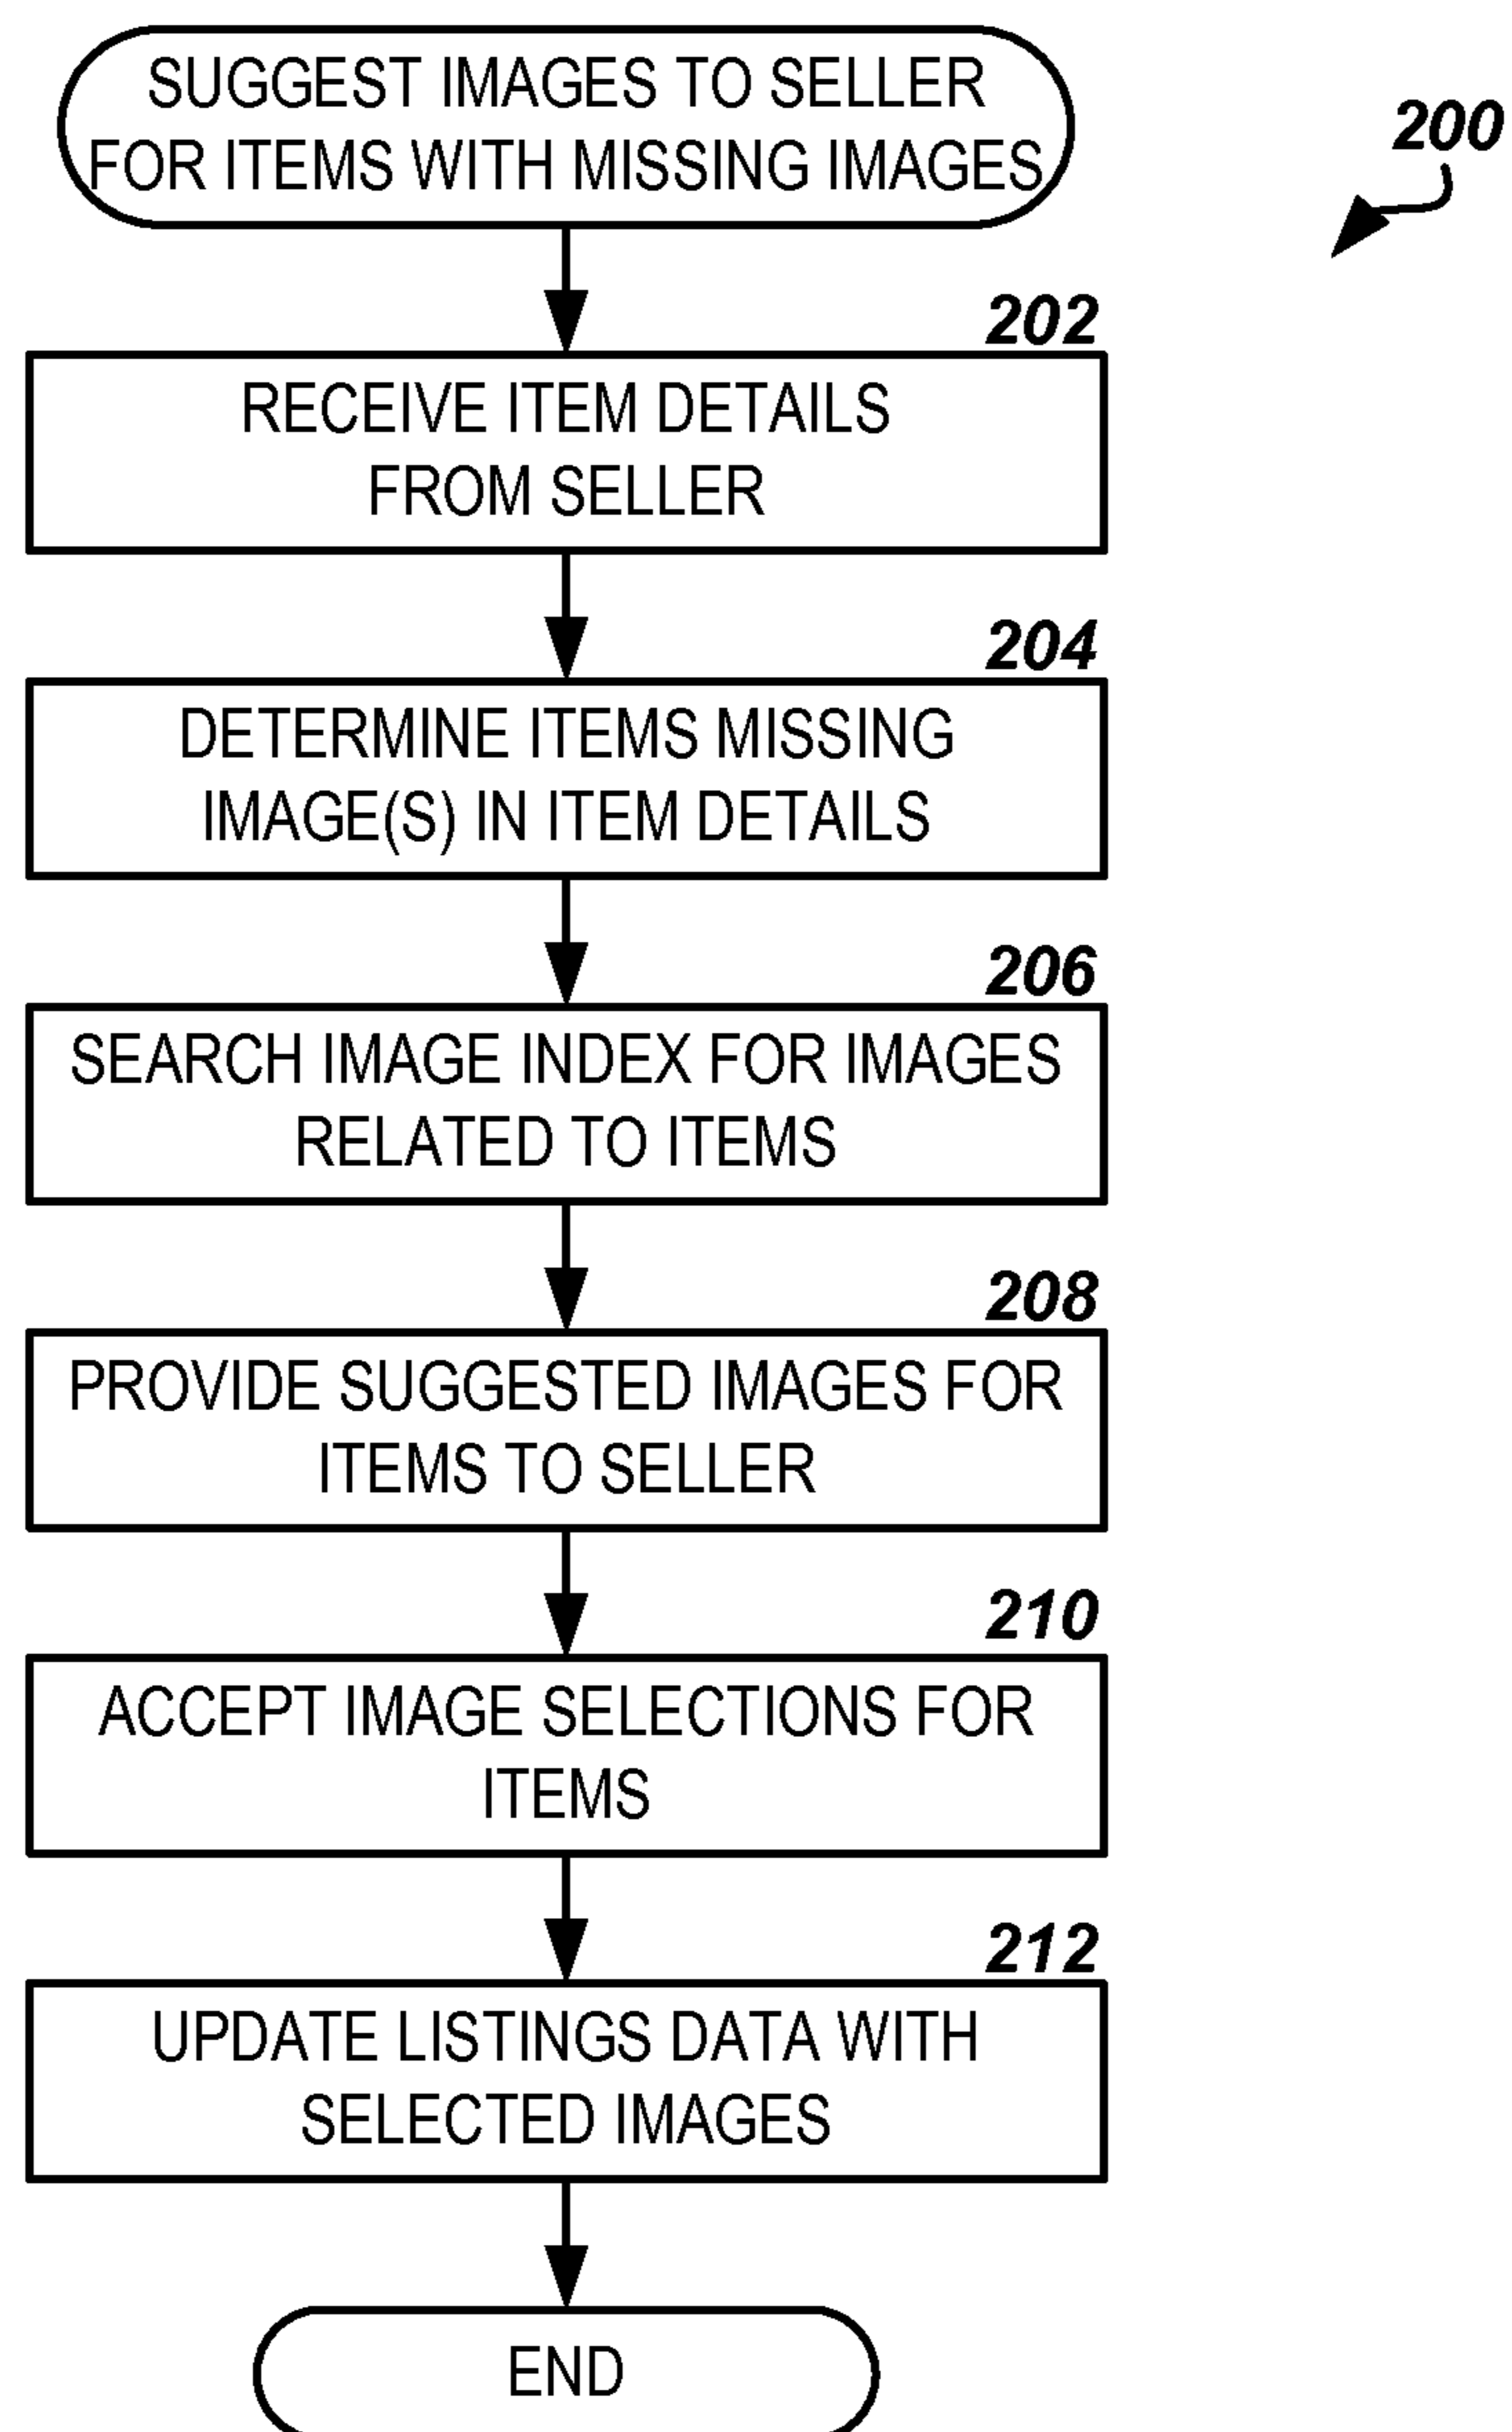 SUGGEST IMAGES TO SELLER
FOR ITEMS WITH MISSING IMAGES
200
202
RECEIVE ITEM DETAILS
FROM SELLER
204
DETERMINE ITEMS MISSING
IMAGE(S) IN ITEM DETAILS
206
SEARCH IMAGE INDEX FOR IMAGES
RELATED TO ITEMS
208
PROVIDE SUGGESTED IMAGES FOR
ITEMS TO SELLER
210
ACCEPT IMAGE SELECTIONS FOR
ITEMS
212
UPDATE LISTINGS DATA WITH
SELECTED IMAGES
END